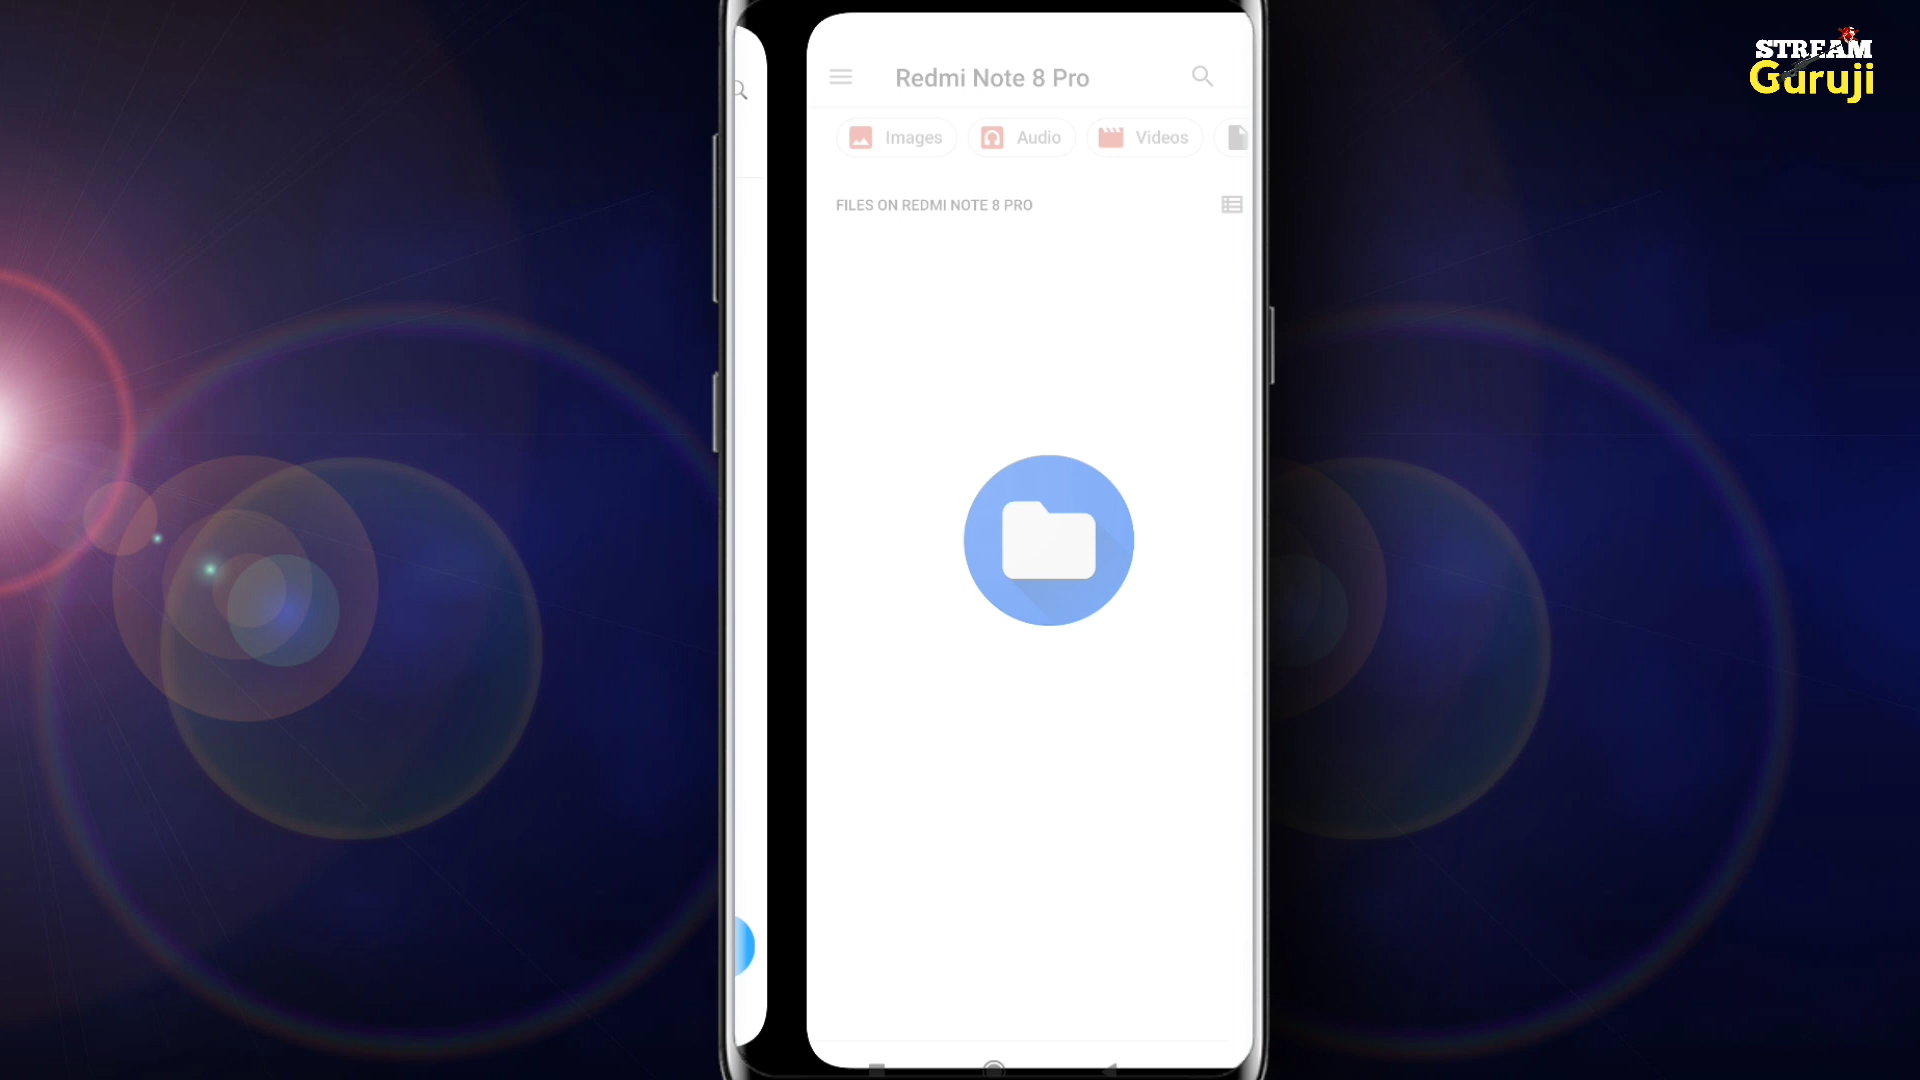 STREAM
Guruji
Redmi Note 8 Pro
Images Audio Videos
FILES ON REDMI NOTE 8 PRO